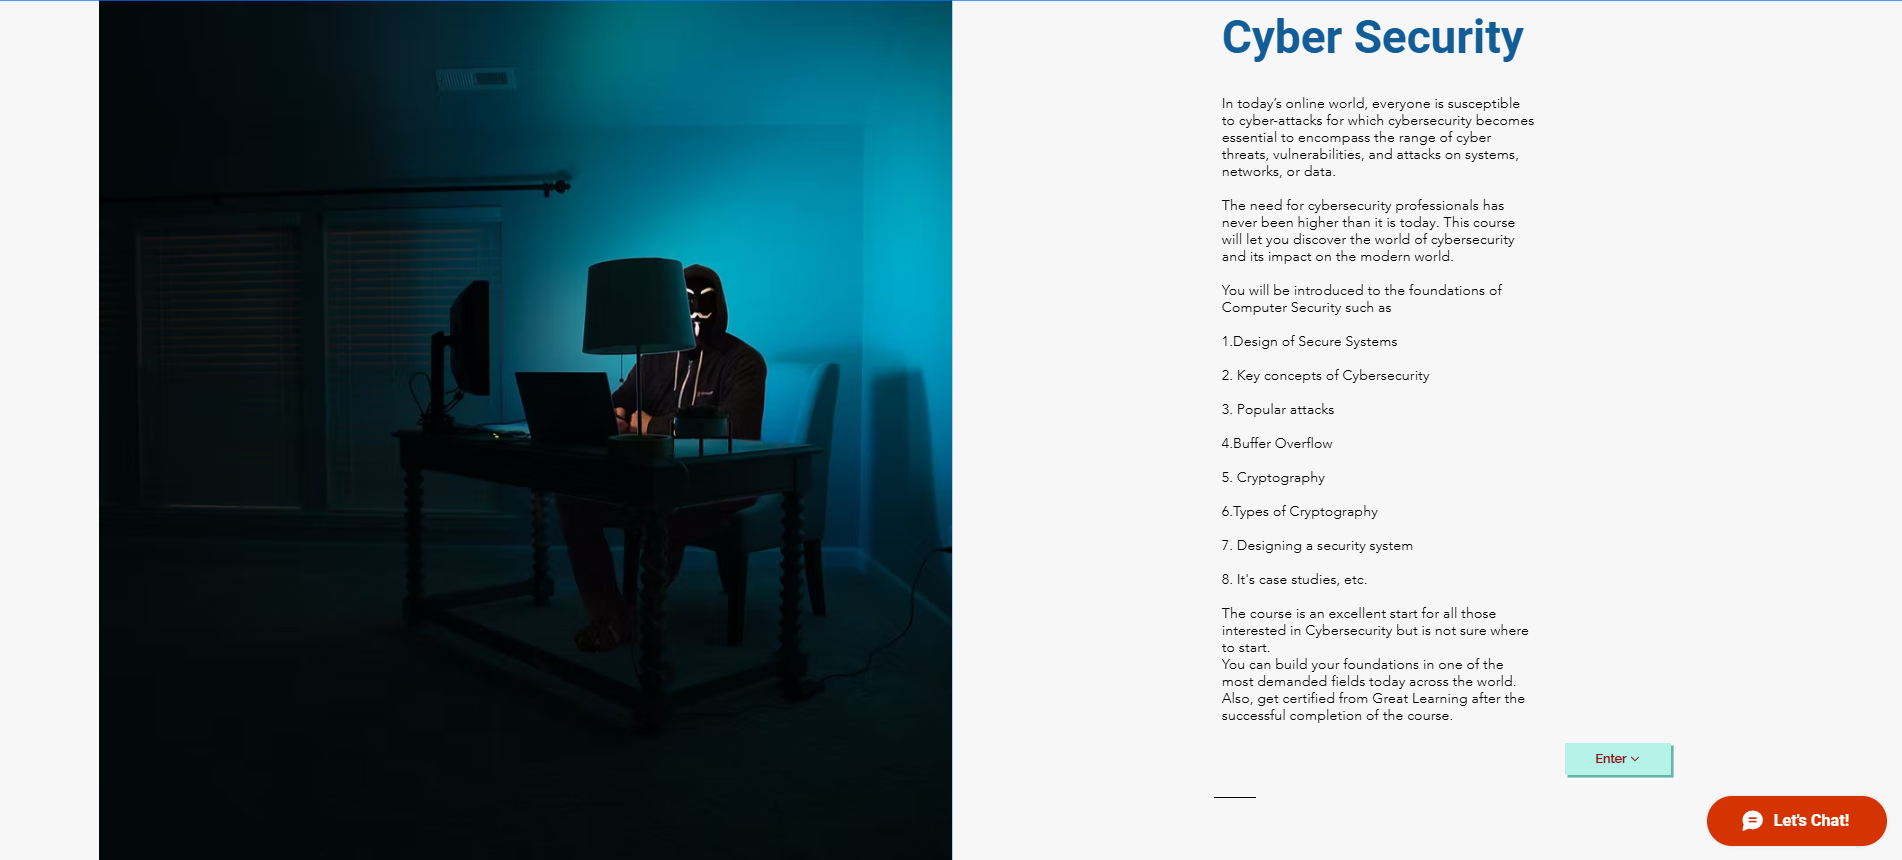 Cyber Security
In today’s online world, everyone is susceptible
to cyber-attacks for which cybersecurity becomes
essential to encompass the range of cyber
threats, vulnerabilities, and attacks on systems,
networks, or data.
The need for cybersecurity professionals has
never been higher than it is today. This course
will let you discover the world of cybersecurity
and its impact on the modern world.
You will be introduced to the foundations of
Computer Security such as
1.Design of Secure Systems
2. Key concepts of Cybersecurity
3. Popular attacks
4.Buffer Overflow
5. Cryptography
6.Types of Cryptography
7. Designing a security system
8. It's case studies, etc.
The course is an excellent start for all those
interested in Cybersecurity but is not sure where
to start.
You can build your foundations in one of the
most demanded fields today across the world.
Also, get certified from Great Learning after the
successful completion of the course.
Enter
Let's Chat!